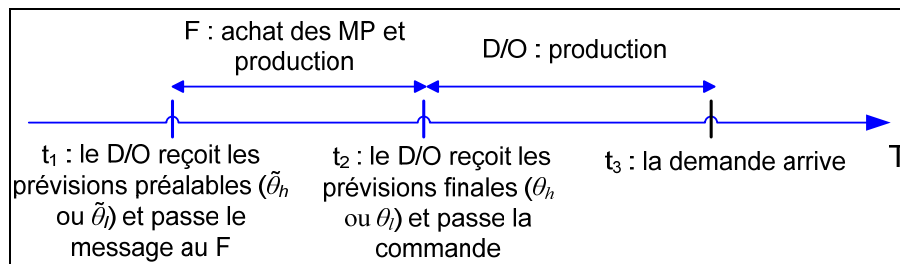 F : achat des MP et
production
D/O : production
T
t₁ : le D/O reçoit les
prévisions préalables (θ̃ₕ
ou θ̃ₗ) et passe le
message au F
t₂ : le D/O reçoit les
prévisions finales (θₕ
ou θₗ) et passe la
commande
t₃ : la demande arrive